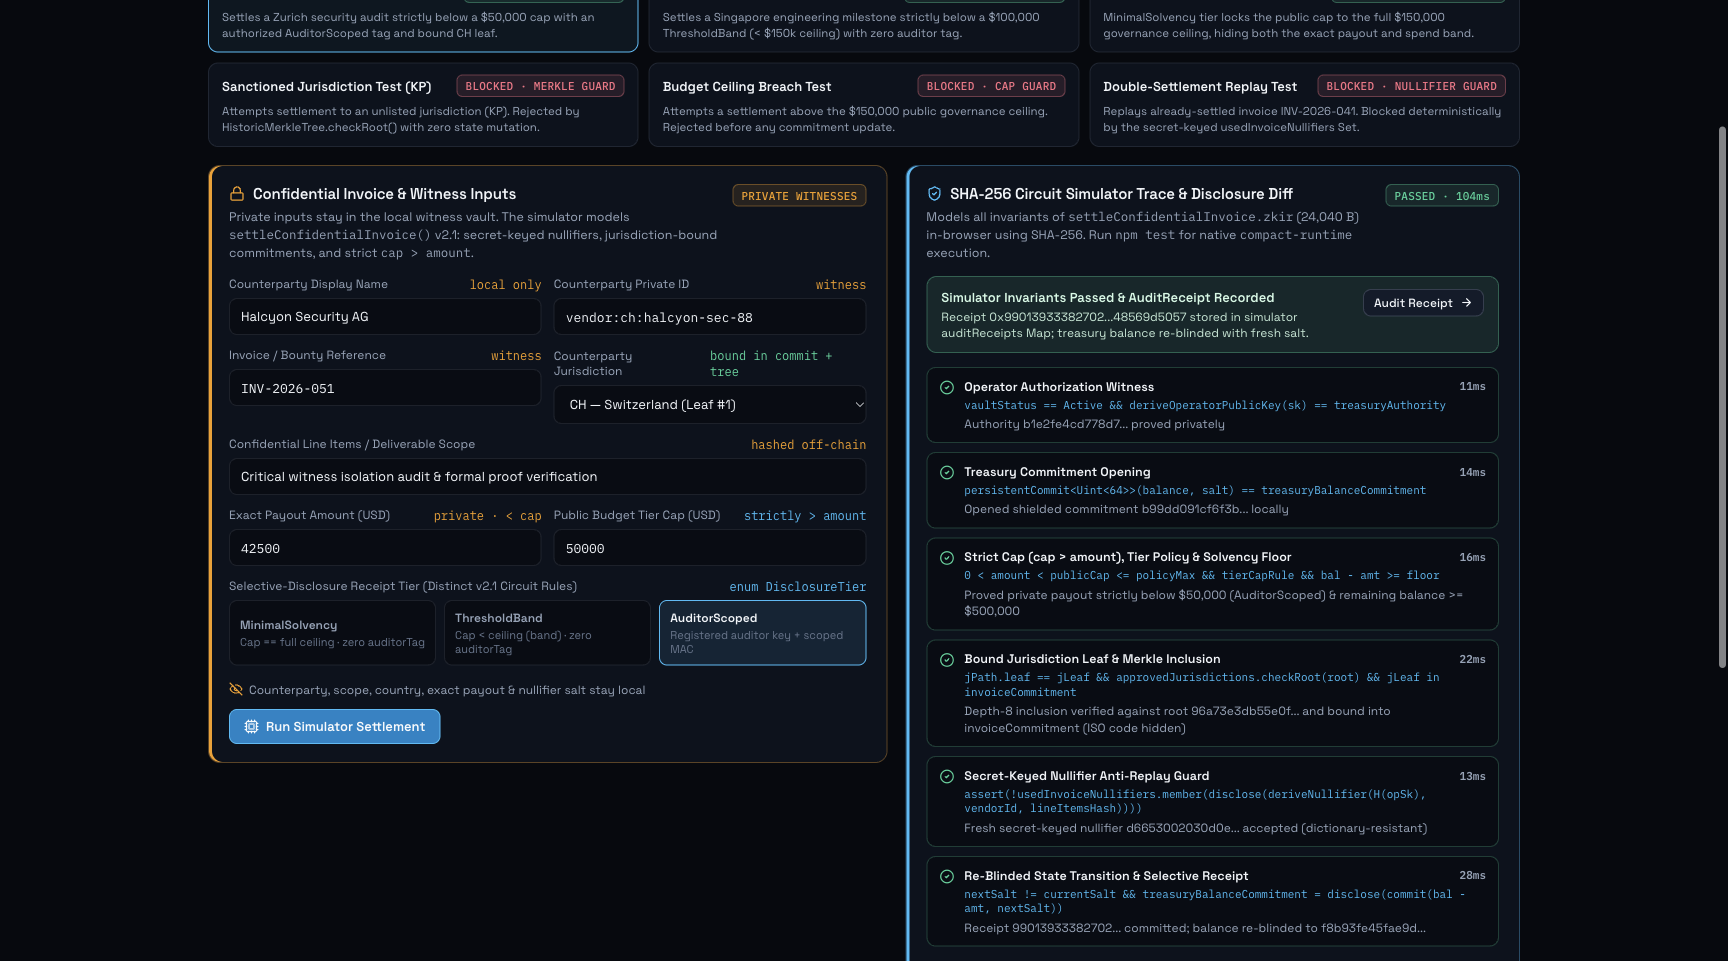 Settles a Zurich security audit strictly below a $50,000 cap with an
authorized AuditorScoped tag and bound CH leaf.
Settles a Singapore engineering milestone strictly below a $100,000
ThresholdBand (< $150k ceiling) with zero auditor tag.
MinimalSolvency tier locks the public cap to the full $150,000
governance ceiling, hiding both the exact payout and spend band.
Sanctioned Jurisdiction Test (KP)
BLOCKED · MERKLE GUARD
Attempts settlement to an unlisted jurisdiction (KP). Rejected by
HistoricMerkleTree.checkRoot() with zero state mutation.
Budget Ceiling Breach Test
BLOCKED · CAP GUARD
Attempts a settlement above the $150,000 public governance ceiling.
Rejected before any commitment update.
Double-Settlement Replay Test
BLOCKED · NULLIFIER GUARD
Replays already-settled invoice INV-2026-041. Blocked deterministically
by the secret-keyed usedInvoiceNullifiers Set.
Confidential Invoice & Witness Inputs
PRIVATE WITNESSES
Private inputs stay in the local witness vault. The simulator models
settleConfidentialInvoice() v2.1: secret-keyed nullifiers, jurisdiction-bound
commitments, and strict cap > amount.
Counterparty Display Name
local only
Halcyon Security AG
Counterparty Private ID
witness
vendor:ch:halcyon-sec-88
Invoice / Bounty Reference
witness
INV-2026-051
Counterparty
Jurisdiction
bound in commit +
tree
CH — Switzerland (Leaf #1)
Confidential Line Items / Deliverable Scope
hashed off-chain
Critical witness isolation audit & formal proof verification
Exact Payout Amount (USD)
private · < cap
42500
Public Budget Tier Cap (USD)
strictly > amount
50000
Selective-Disclosure Receipt Tier (Distinct v2.1 Circuit Rules)
enum DisclosureTier
MinimalSolvency
Cap == full ceiling · zero auditorTag
ThresholdBand
Cap < ceiling (band) · zero
auditorTag
AuditorScoped
Registered auditor key + scoped
MAC
Counterparty, scope, country, exact payout & nullifier salt stay local
Run Simulator Settlement
SHA-256 Circuit Simulator Trace & Disclosure Diff
PASSED · 104ms
Models all invariants of settleConfidentialInvoice.zkir (24,040 B)
in-browser using SHA-256. Run npm test for native compact-runtime
execution.
Simulator Invariants Passed & AuditReceipt Recorded
Receipt 0x99013933382702...48569d5057 stored in simulator
auditReceipts Map; treasury balance re-blinded with fresh salt.
Audit Receipt →
Operator Authorization Witness
11ms
vaultStatus == Active && deriveOperatorPublicKey(sk) == treasuryAuthority
Authority b1e2fe4cd778d7... proved privately
Treasury Commitment Opening
14ms
persistentCommit<Uint<64>>(balance, salt) == treasuryBalanceCommitment
Opened shielded commitment b99dd091cf6f3b... locally
Strict Cap (cap > amount), Tier Policy & Solvency Floor
16ms
0 < amount < publicCap <= policyMax && tierCapRule && bal - amt >= floor
Proved private payout strictly below $50,000 (AuditorScoped) & remaining balance >=
$500,000
Bound Jurisdiction Leaf & Merkle Inclusion
22ms
jPath.leaf == jLeaf && approvedJurisdictions.checkRoot(root) && jLeaf in
invoiceCommitment
Depth-8 inclusion verified against root 96a73e3db55e0f... and bound into
invoiceCommitment (ISO code hidden)
Secret-Keyed Nullifier Anti-Replay Guard
13ms
assert(!usedInvoiceNullifiers.member(disclose(deriveNullifier(H(opSk),
vendorId, lineItemsHash))))
Fresh secret-keyed nullifier d6653002030d0e... accepted (dictionary-resistant)
Re-Blinded State Transition & Selective Receipt
28ms
nextSalt != currentSalt && treasuryBalanceCommitment = disclose(commit(bal -
amt, nextSalt))
Receipt 99013933382702... committed; balance re-blinded to f8b93fe45fae9d...